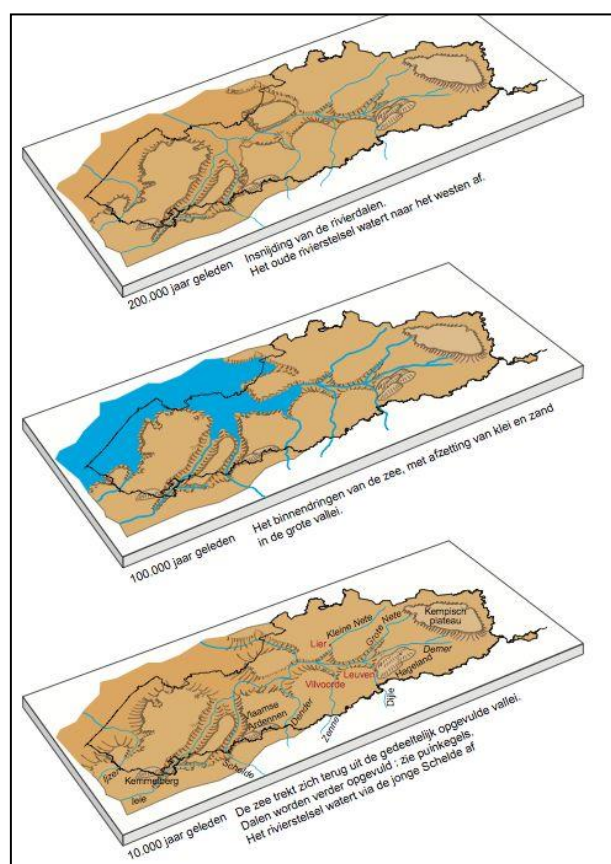 200.000 jaar geleden Insnijding van de rivierdalen.
Het oude rivierstelsel watert naar het westen af.
100.000 jaar geleden Het binnendringen van de zee, met afzetting van klei en zand
in de grote vallei.
Kleine Nete
Kempisch
plateau
Lier
Grote Nete
Demer
Leuven
Hageland
Vilvoorde
Dijle
Vlaamse
Ardennen
Dender
Zenne
Schelde
Ijzer
Kemmelberg
leie
10.000 jaar geleden De zee trekt zich terug uit de gedeeltelijk opgevulde vallei.
Dalen worden verder opgevuld : zie puinkegels.
Het rivierstelsel watert via de jonge Schelde af